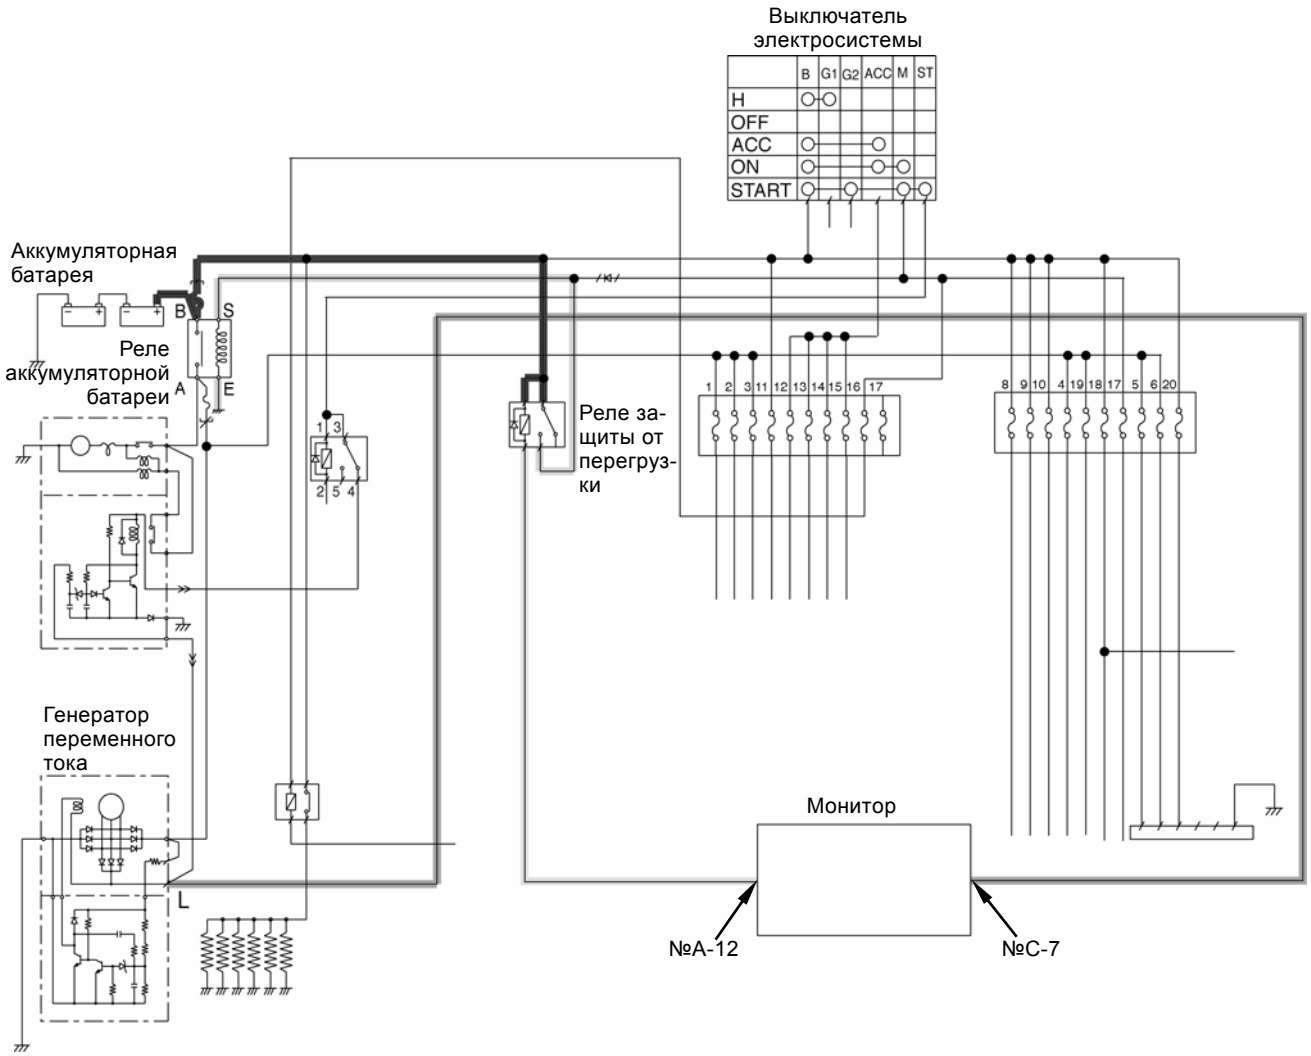 Выключатель
электросистемы
B G1 G2 ACC M ST
H
OFF
ACC
ON
START
Аккумуляторная
батарея
B S
Реле
аккумуляторной
батареи
A E
1 3
2 5 4
Реле за-
щиты от
перегруз-
ки
1 2 3 11 12 13 14 15 16 17
8 9 10 4 19 18 17 5 6 20
Генератор
переменного
тока
L
Монитор
№A-12
№C-7